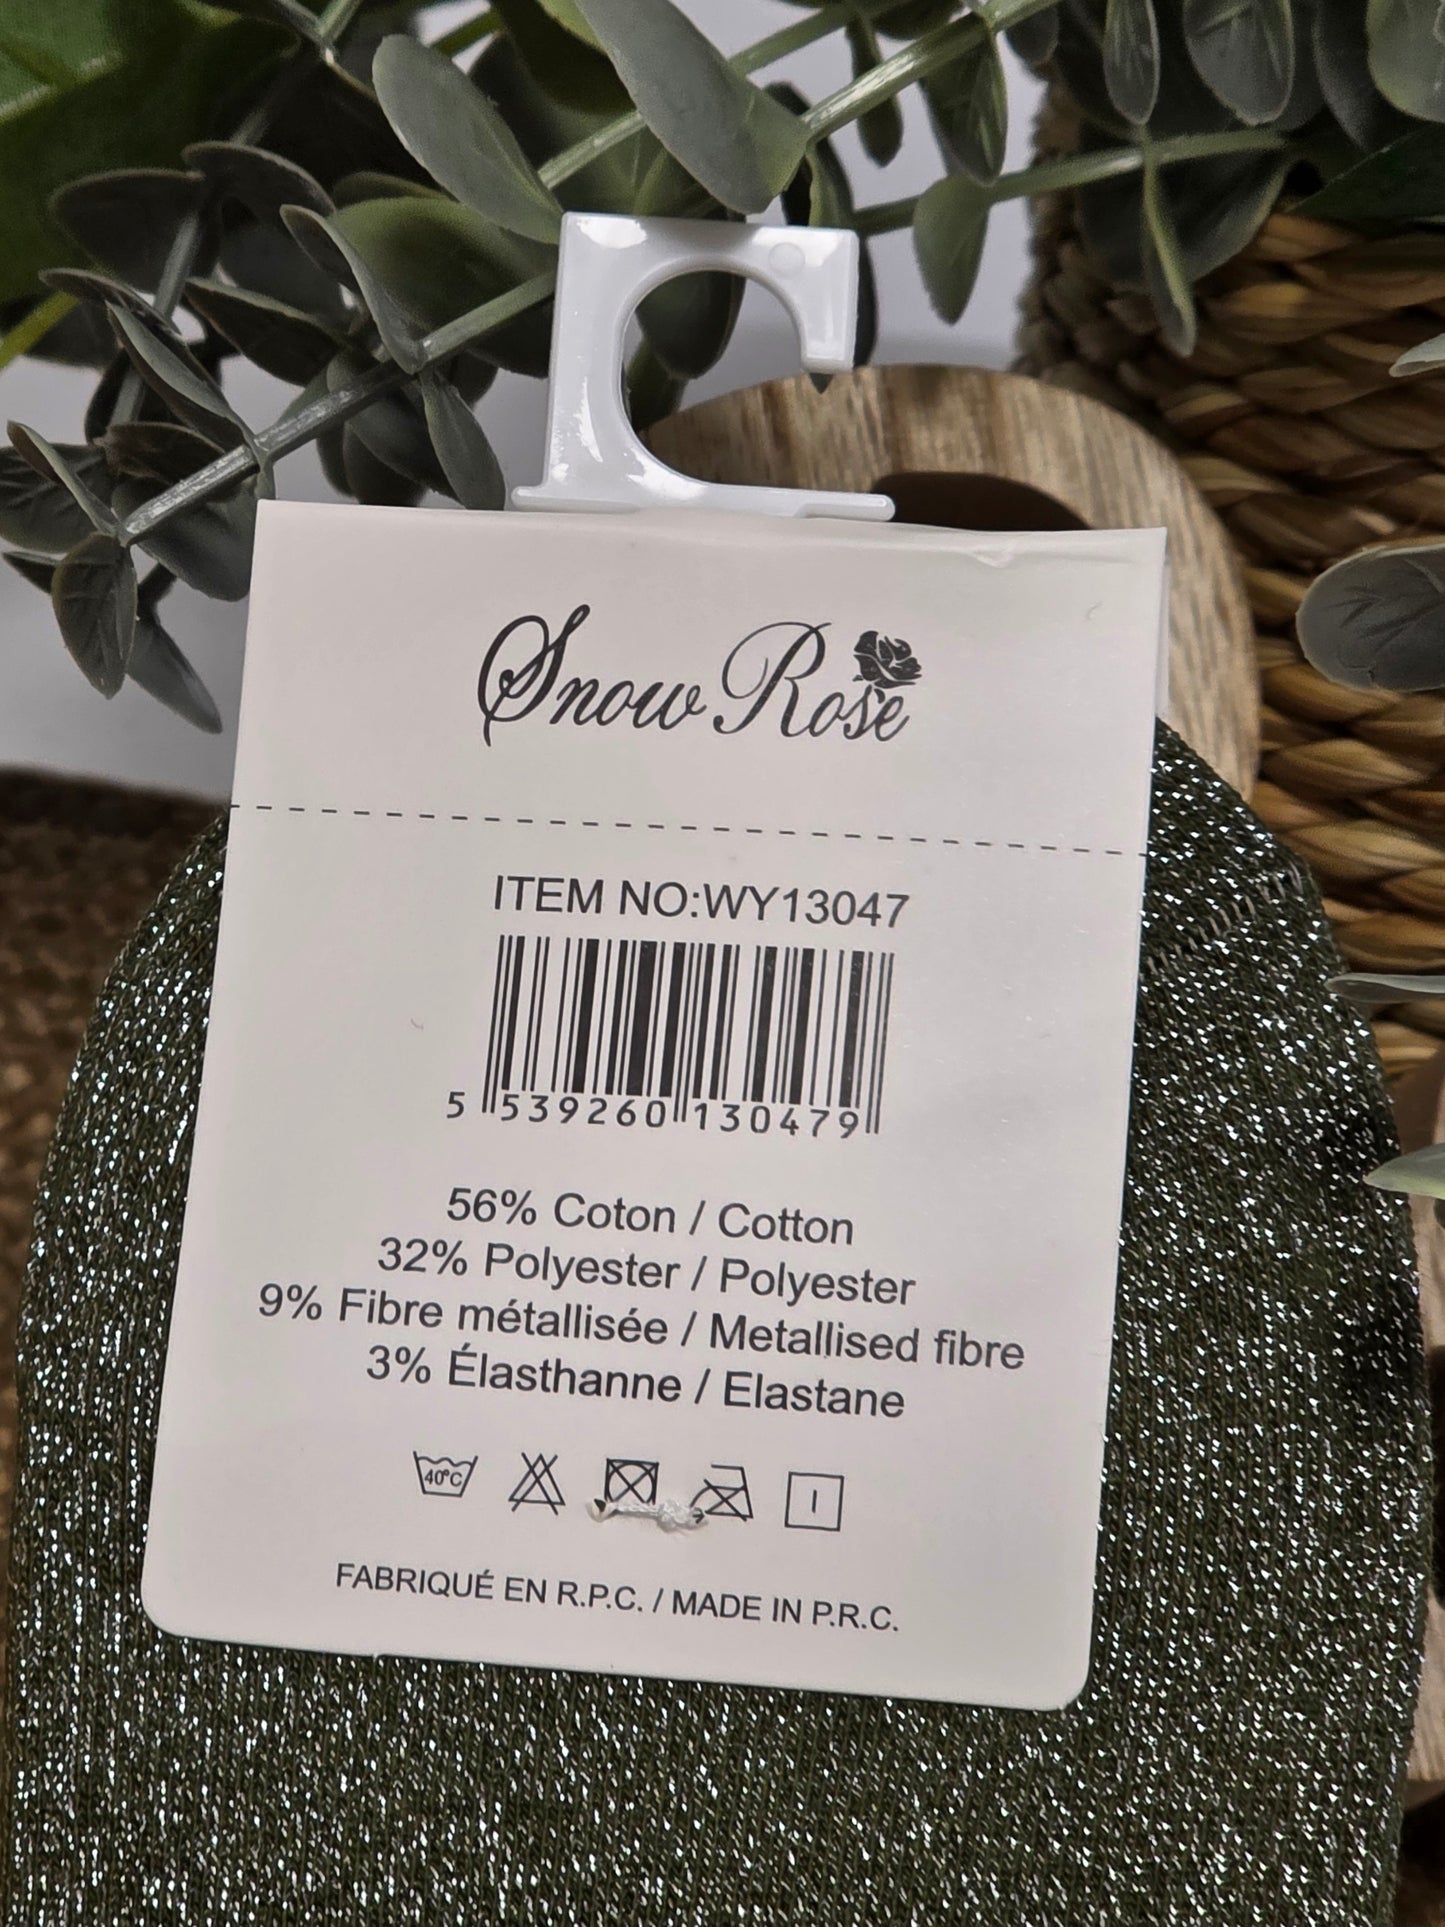 Snow Rose
ITEM NO:WY13047
5 539260 130479
56% Coton / Cotton
32% Polyester / Polyester
9% Fibre métallisée / Metallised fibre
3% Élasthanne / Elastane
40°C
FABRIQUÉ EN R.P.C. / MADE IN P.R.C.